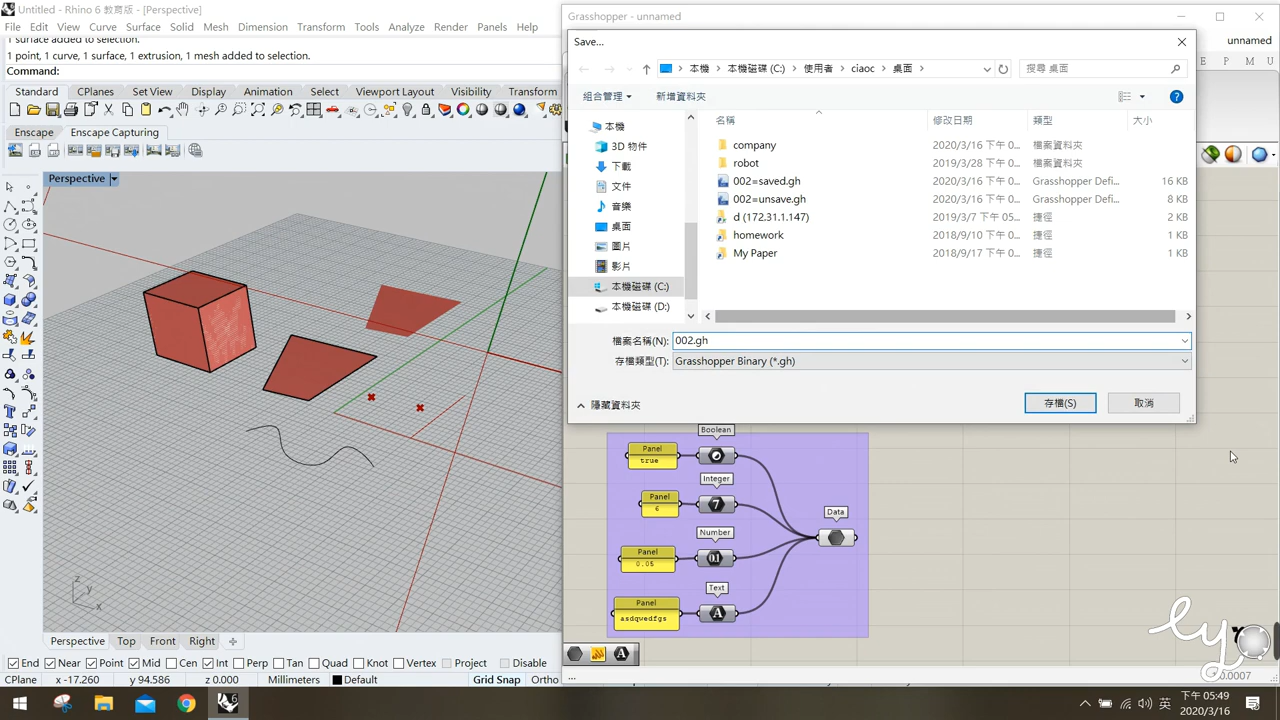 Untitled - Rhino 6 教育版 - [Perspective]
File Edit View Curve Surface Solid Mesh Dimension Transform Tools Analyze Render Panels Help
1 surface added to selection.
1 point, 1 curve, 1 surface, 1 extrusion, 1 mesh added to selection.
Command:
Standard CPlanes Set View Display Select Viewport Layout Visibility Transform
Enscape Enscape Capturing
Perspective
z
y
x
Perspective Top Front Right
End Near Point Mid Cen Int Perp Tan Quad Knot Vertex Project Disable
CPlane x -17.260 y 94.586 z 0.000 Millimeters Default Grid Snap Ortho
Grasshopper - unnamed
unnamed
E P M U
Save...
本機 本機磁碟 (C:) 使用者 ciaoc 桌面
搜尋 桌面
組合管理 新增資料夾
名稱 修改日期 類型 大小
本機
3D 物件
下載
文件
音樂
桌面
圖片
影片
本機磁碟 (C:)
本機磁碟 (D:)
company 2020/3/16 下午 0... 檔案資料夾
robot 2019/3/28 下午 0... 檔案資料夾
002=saved.gh 2020/3/16 下午 0... Grasshopper Defi... 16 KB
002=unsave.gh 2020/3/16 下午 0... Grasshopper Defi... 8 KB
d (172.31.1.147) 2019/3/7 下午 05... 捷徑 2 KB
homework 2018/9/10 下午 0... 捷徑 1 KB
My Paper 2018/9/17 下午 0... 捷徑 1 KB
檔案名稱(N): 002.gh
存檔類型(T): Grasshopper Binary (*.gh)
隱藏資料夾
存檔(S) 取消
Boolean
Panel
true
Integer
Panel
6
7
Data
Number
Panel
0.05
0.1
Text
Panel
asdqwedfgs
A
A
...
ly
0.0007
英
下午 05:49
2020/3/16